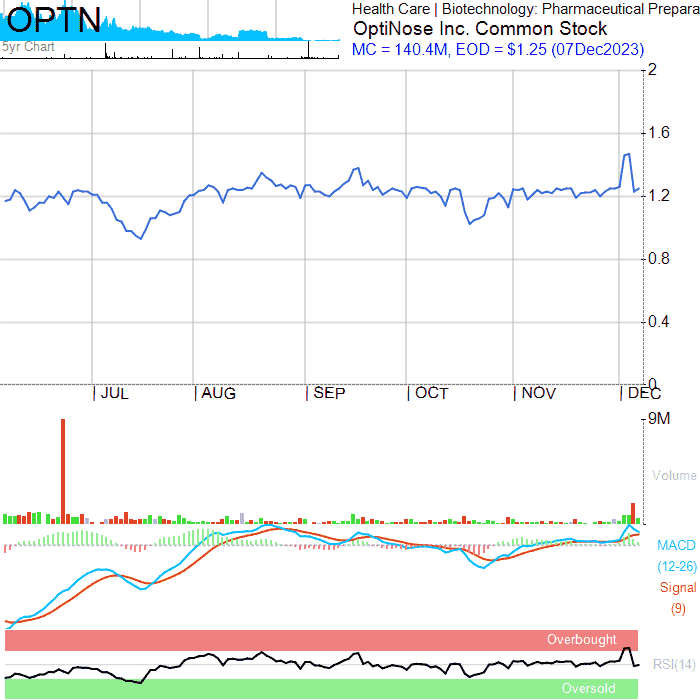 OPTN
5yr Chart
Health Care | Biotechnology: Pharmaceutical Prepara
OptiNose Inc. Common Stock
MC = 140.4M, EOD = $1.25 (07Dec2023)
2
1.6
1.2
0.8
0.4
0
JUL AUG SEP OCT NOV DEC
9M
Volume
MACD
(12-26)
Signal
(9)
Overbought
RSI(14)
Oversold